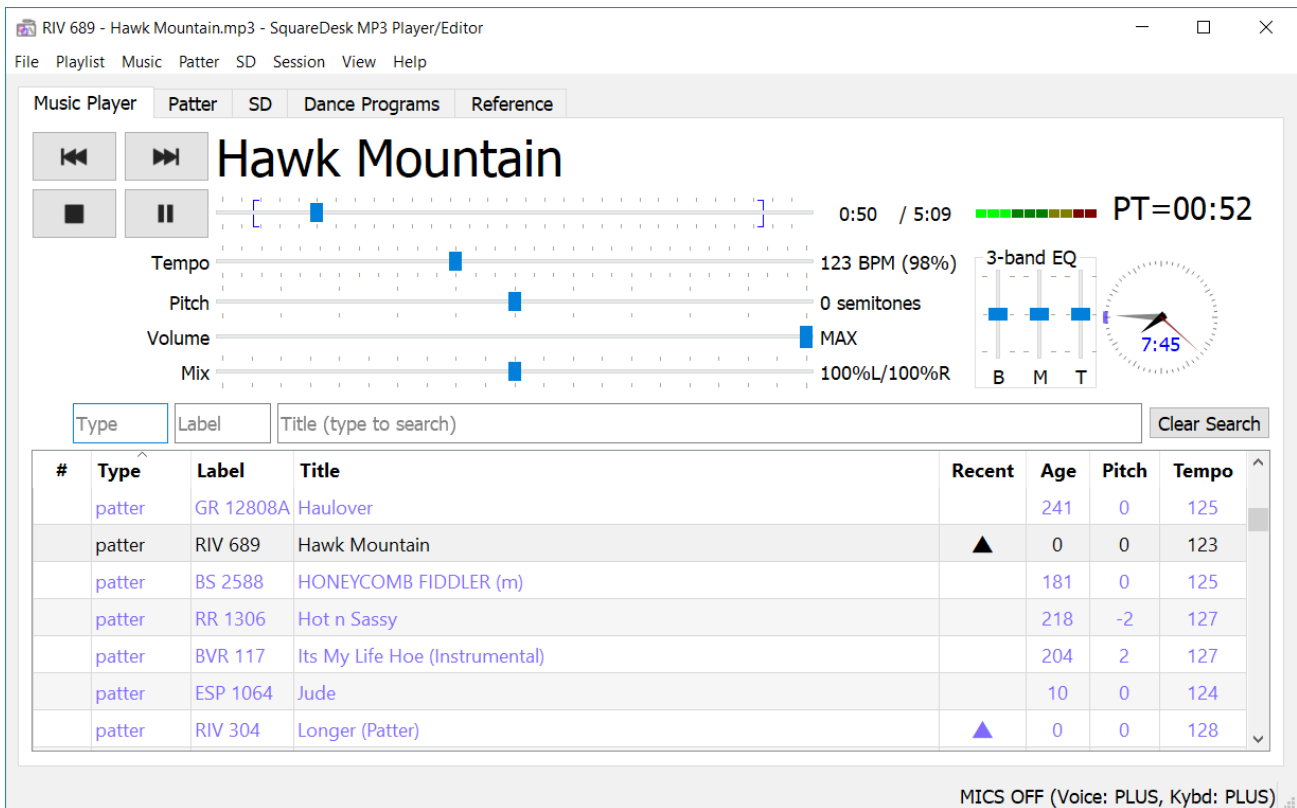 RIV 689 - Hawk Mountain.mp3 - SquareDesk MP3 Player/Editor
File Playlist Music Patter SD Session View Help
Music Player Patter SD Dance Programs Reference
Hawk Mountain
0:50 / 5:09 PT=00:52
Tempo 123 BPM (98%) 3-band EQ
Pitch 0 semitones
Volume MAX 7:45
Mix 100%L/100%R B M T
Type Label Title (type to search) Clear Search
# Type Label Title Recent Age Pitch Tempo
patter GR 12808A Haulover 241 0 125
patter RIV 689 Hawk Mountain ▲ 0 0 123
patter BS 2588 HONEYCOMB FIDDLER (m) 181 0 125
patter RR 1306 Hot n Sassy 218 -2 127
patter BVR 117 Its My Life Hoe (Instrumental) 204 2 127
patter ESP 1064 Jude 10 0 124
patter RIV 304 Longer (Patter) ▲ 0 0 128
MICS OFF (Voice: PLUS, Kybd: PLUS)